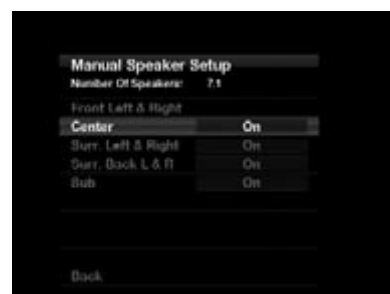 Manual Speaker Setup
Number Of Speakers: 7.1
Front Left & Right
Center On
Surr. Left & Right On
Surr. Back L & R On
Sub On
Back